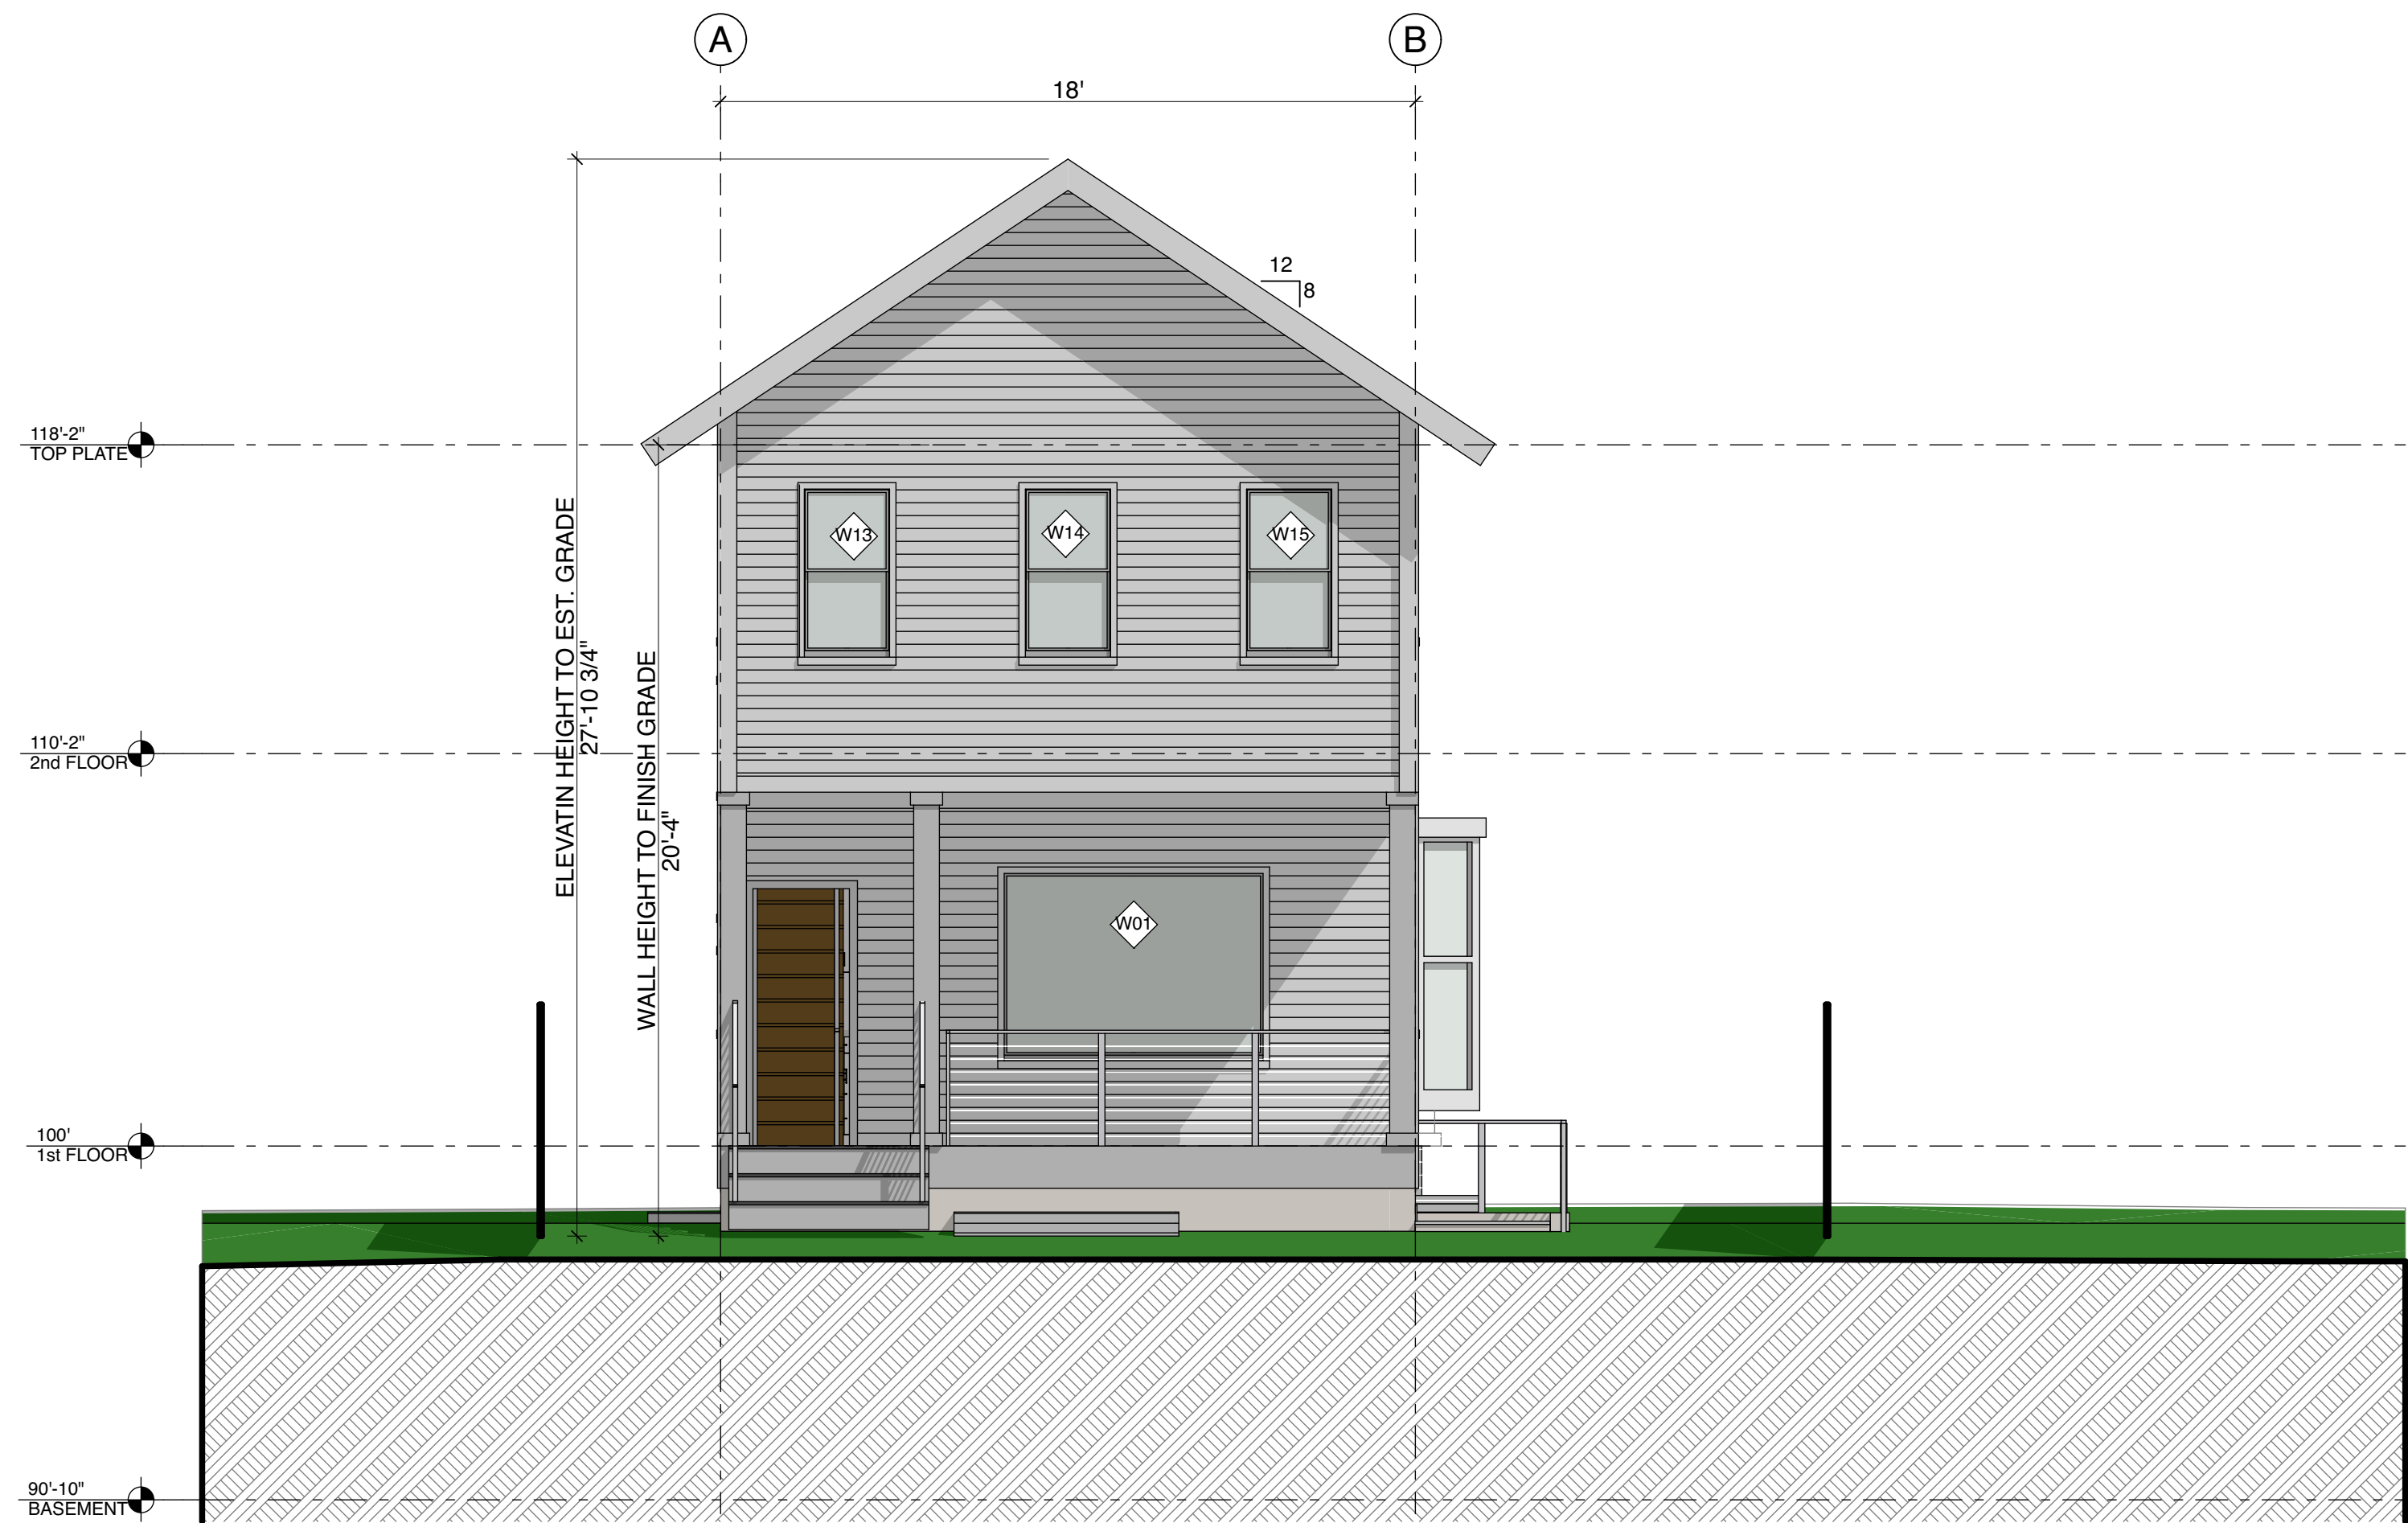 A
B
18'
12
8
118'-2"
TOP PLATE
W13
W14
W15
ELEVATIN HEIGHT TO EST. GRADE
27'-10 3/4"
WALL HEIGHT TO FINISH GRADE
20'-4"
110'-2"
2nd FLOOR
W01
100'
1st FLOOR
90'-10"
BASEMENT